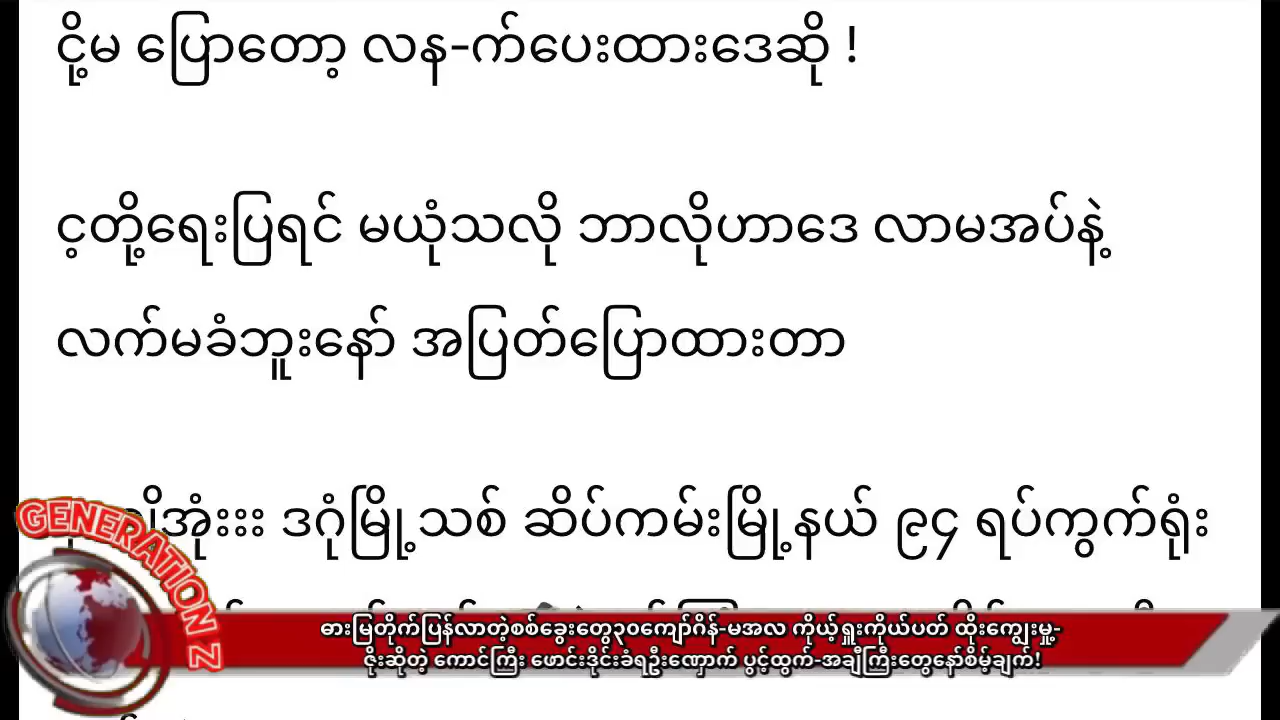 ငို့မ ပြောတော့ လန-က်ပေးထားဒေဆို !
င့တို့ရေးပြရင် မယုံသလို ဘာလိုဟာဒေ လာမအပ်နဲ့
လက်မခံဘူးနော် အပြတ်ပြောထားတာ
အုံးးး ဒဂုံမြို့သစ် ဆိပ်ကမ်းမြို့နယ် ၉၄ ရပ်ကွက်ရုံး
GENERATION Z
ဓားမြတိုက်ပြန်လာတဲ့စစ်ခွေးတွေ၃၀ကျော်ဂိန်-မအလ ကိုယ့်ရှူးကိုယ်ပတ် ထိုးကျွေးမှု-
ဇိုးဆိုတဲ့ ကောင်ကြီး ဖောင်းဒိုင်းခံရဦးဏှောက် ပွင့်ထွက်-အချီကြီးတွေနော်စိမ့်ချက်!